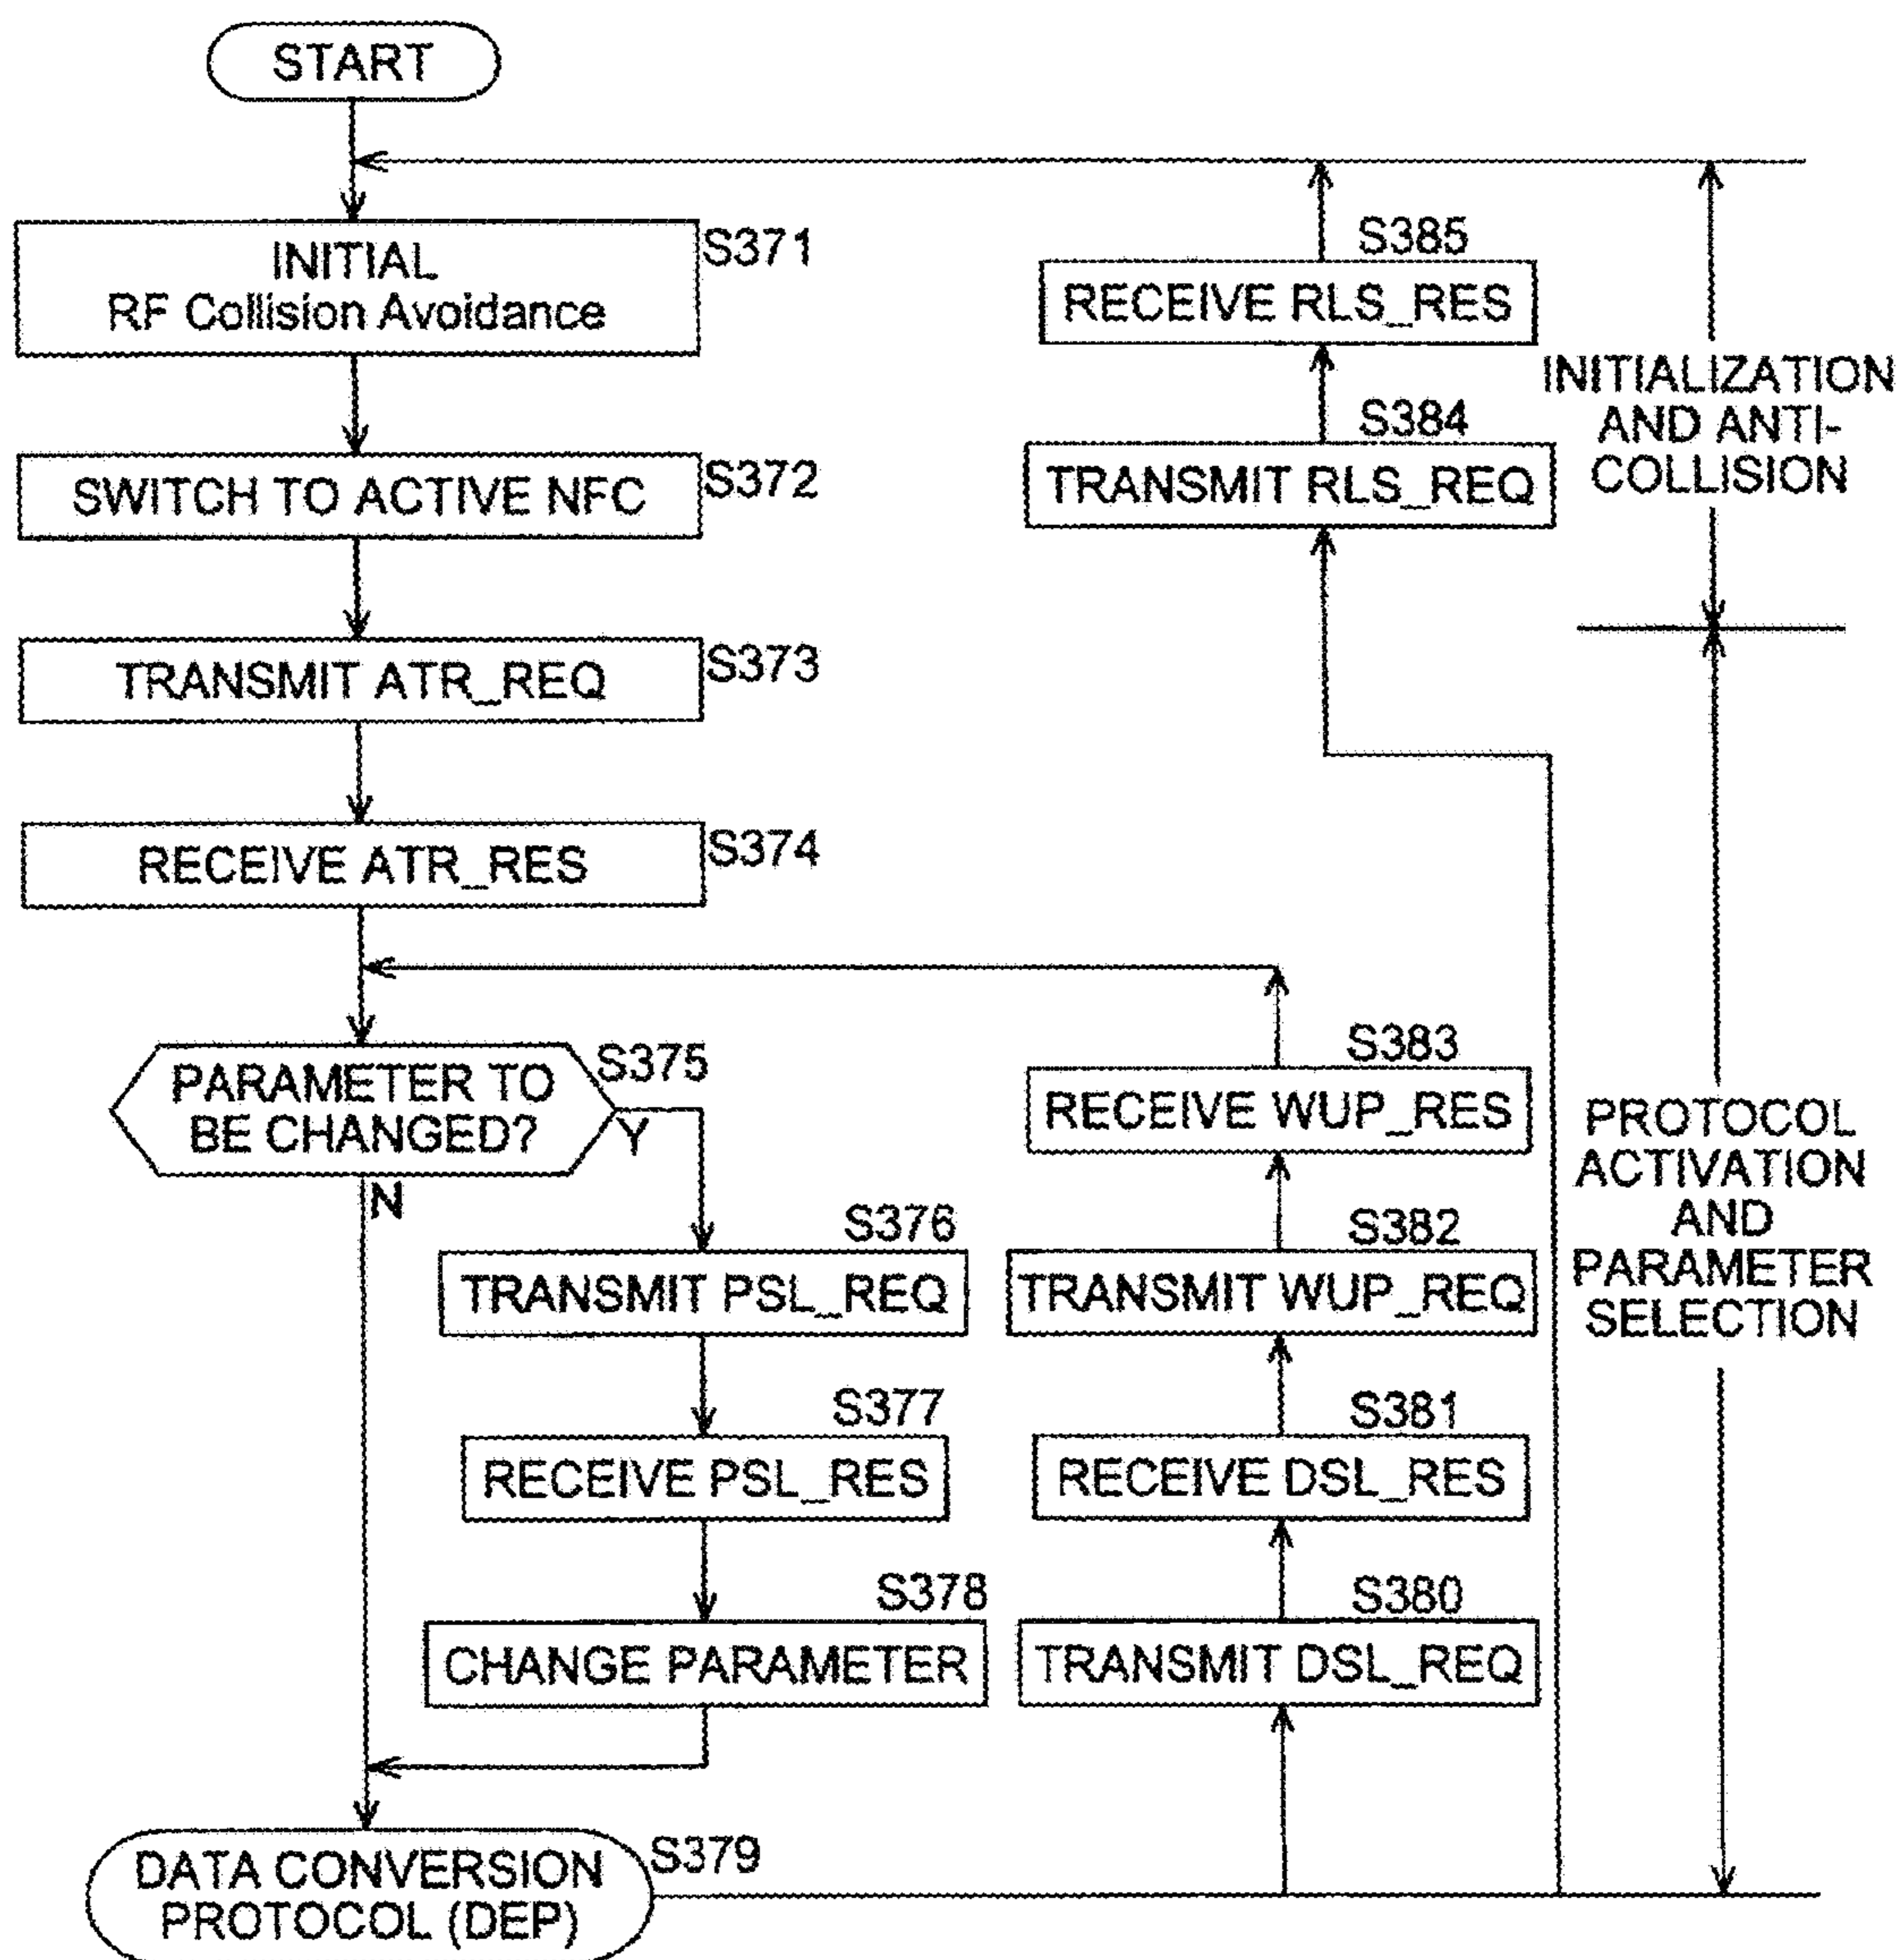 START
INITIAL
RF Collision Avoidance
S371
SWITCH TO ACTIVE NFC
S372
TRANSMIT ATR_REQ
S373
RECEIVE ATR_RES
S374
PARAMETER TO
BE CHANGED?
S375
Y
N
S376
TRANSMIT PSL_REQ
S377
RECEIVE PSL_RES
S378
CHANGE PARAMETER
DATA CONVERSION
PROTOCOL (DEP)
S379
S385
RECEIVE RLS_RES
S384
TRANSMIT RLS_REQ
S383
RECEIVE WUP_RES
S382
TRANSMIT WUP_REQ
S381
RECEIVE DSL_RES
S380
TRANSMIT DSL_REQ
INITIALIZATION
AND ANTI-
COLLISION
PROTOCOL
ACTIVATION
AND
PARAMETER
SELECTION